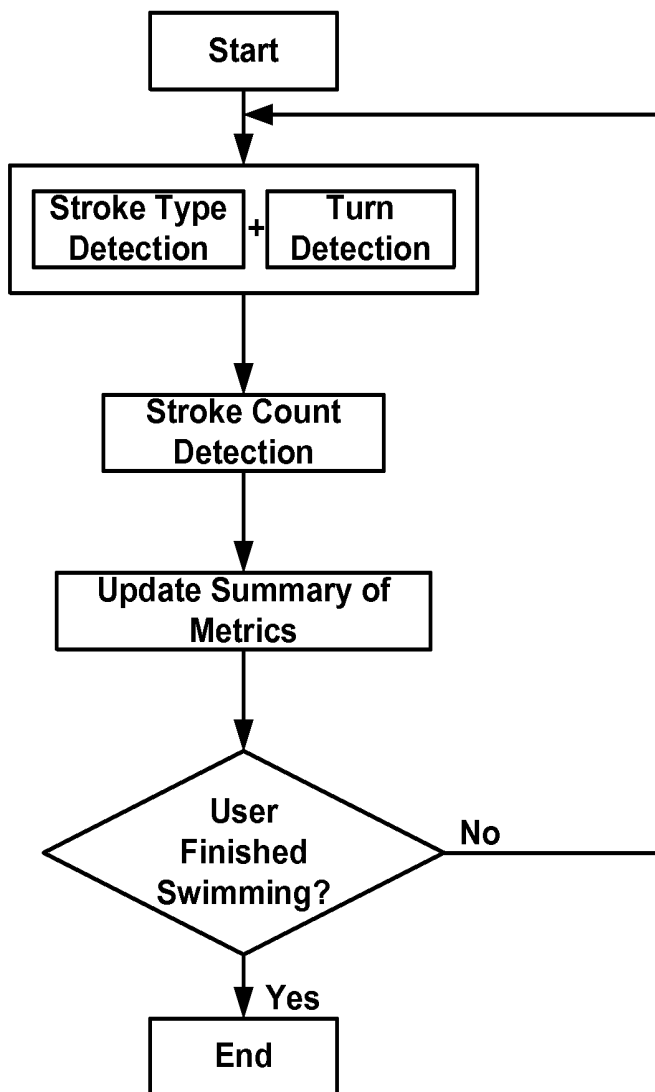 Start
Stroke Type
Detection
+
Turn
Detection
Stroke Count
Detection
Update Summary of
Metrics
User
Finished
Swimming?
No
Yes
End